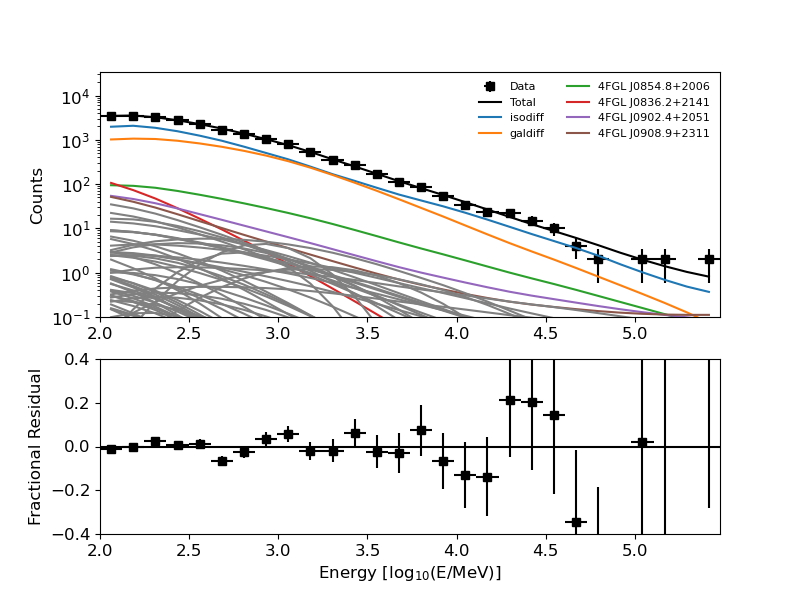 10⁴
10³
10²
10¹
10⁰
10⁻¹
Counts
Data
Total
isodiff
galdiff
4FGL J0854.8+2006
4FGL J0836.2+2141
4FGL J0902.4+2051
4FGL J0908.9+2311
2.0 2.5 3.0 3.5 4.0 4.5 5.0
0.4
0.2
0.0
−0.2
−0.4
Fractional Residual
2.0 2.5 3.0 3.5 4.0 4.5 5.0
Energy [log₁₀(E/MeV)]